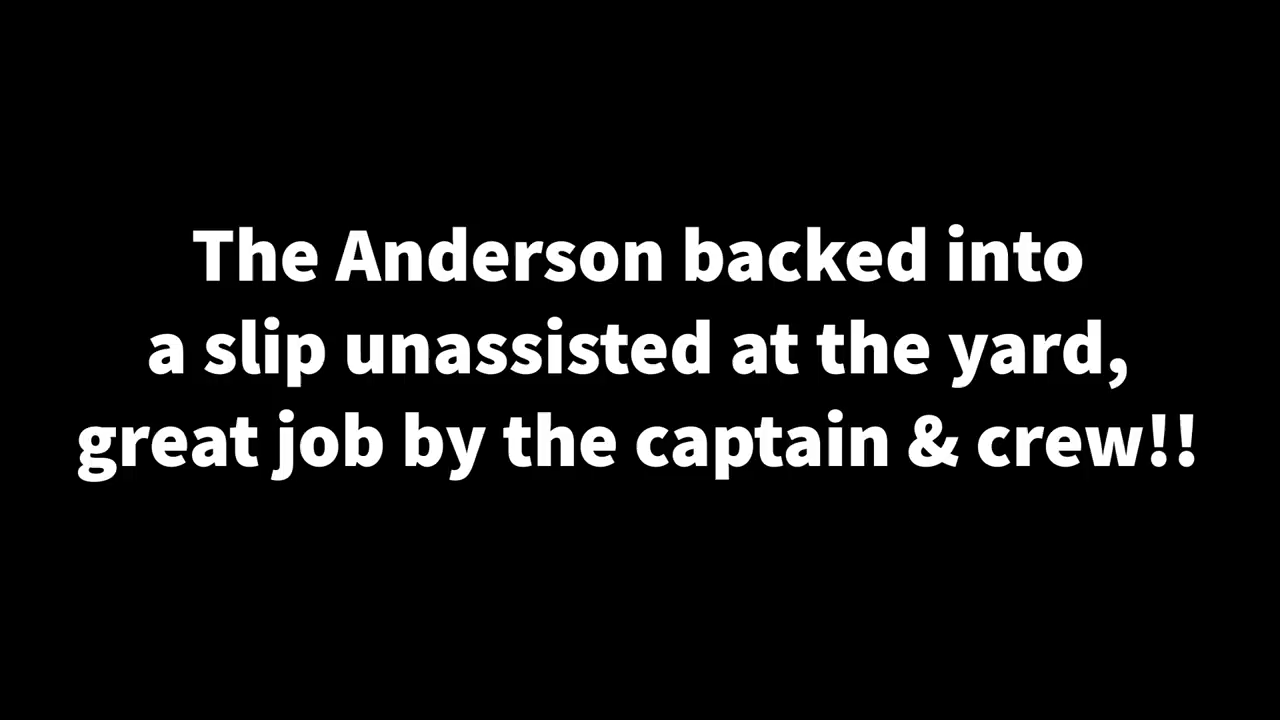 The Anderson backed into
a slip unassisted at the yard,
great job by the captain & crew!!